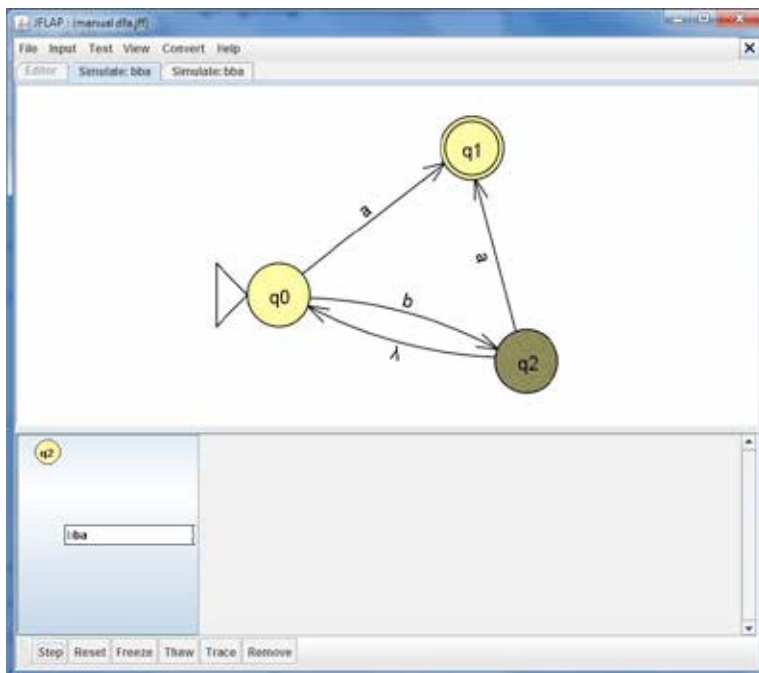 JFLAP : (manual dfa.jff)
File Input Test View Convert Help
Editor Simulate: bba Simulate: bba
q1
a
a
q0
b
q2
λ
q2
bba
Step Reset Freeze Thaw Trace Remove